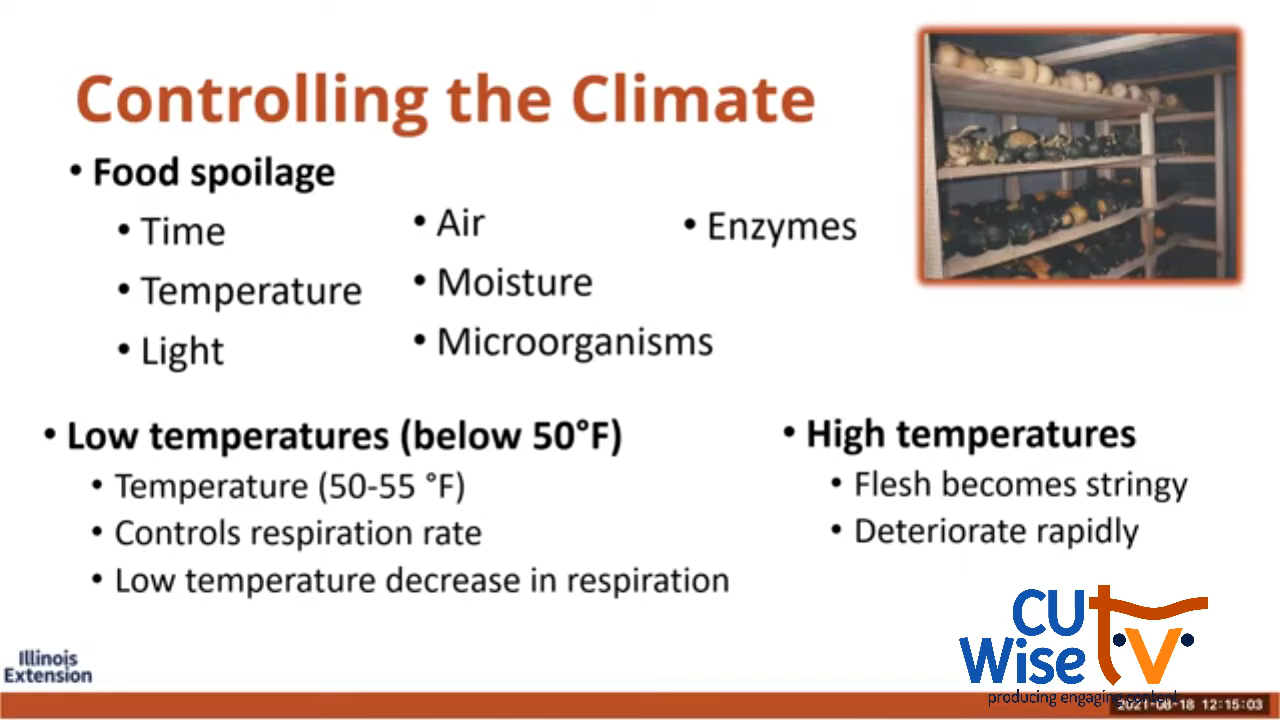 Controlling the Climate
• Food spoilage
• Time
• Temperature
• Light
• Air
• Moisture
• Microorganisms
• Enzymes
• Low temperatures (below 50°F)
• Temperature (50-55 °F)
• Controls respiration rate
• Low temperature decrease in respiration
• High temperatures
• Flesh becomes stringy
• Deteriorate rapidly
Illinois
Extension
CU
Wise tv
producing engaging content
2021-08-18 12:15:03